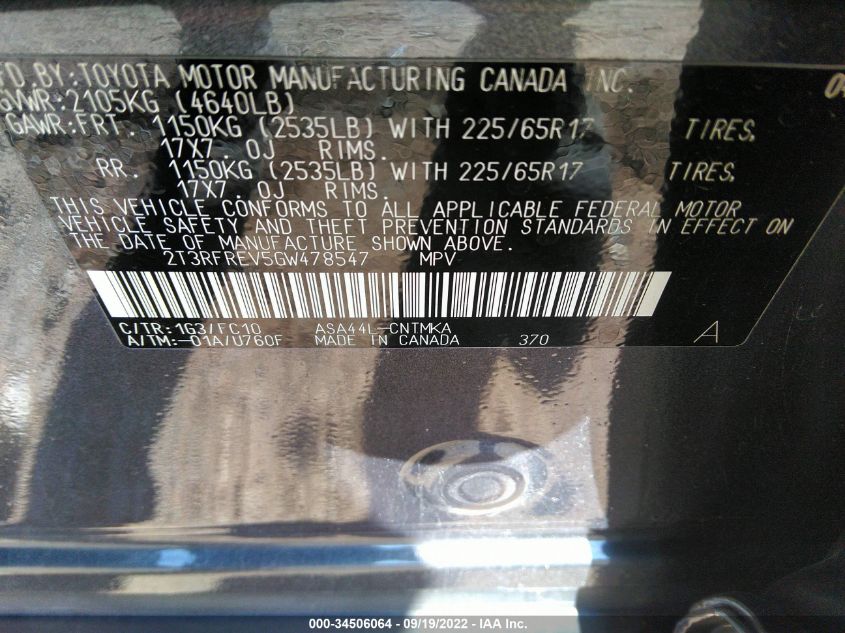 MFD BY: TOYOTA MOTOR MANUFACTURING CANADA INC. 04
GVWR: 2105KG (4640LB)
GAWR: FRT. 1150KG (2535LB) WITH 225/65R17 TIRES,
17X7.0J RIMS.
RR. 1150KG (2535LB) WITH 225/65R17 TIRES,
17X7.0J RIMS.
THIS VEHICLE CONFORMS TO ALL APPLICABLE FEDERAL MOTOR
VEHICLE SAFETY AND THEFT PREVENTION STANDARDS IN EFFECT ON
THE DATE OF MANUFACTURE SHOWN ABOVE.
2T3RFREV5GW478547 MPV
C/TR: 1G3/FC10 ASA44L-CNTMKA
A/TM: -01A/U760F MADE IN CANADA 370 A
000-34506064 - 09/19/2022 - IAA Inc.